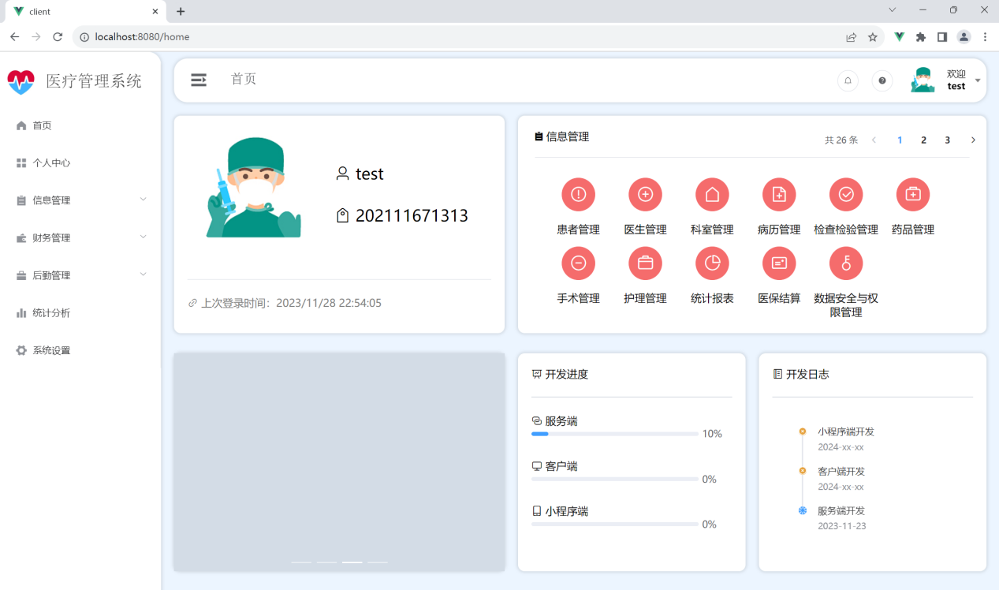 client
localhost:8080/home
医疗管理系统
首页
个人中心
信息管理
财务管理
后勤管理
统计分析
系统设置
首页
欢迎
test
test
202111671313
上次登录时间：2023/11/28 22:54:05
信息管理
共 26 条 1 2 3
患者管理 医生管理 科室管理 病历管理 检查检验管理 药品管理
手术管理 护理管理 统计报表 医保结算 数据安全与权
限管理
开发进度
服务端
10%
客户端
0%
小程序端
0%
开发日志
小程序端开发
2024-xx-xx
客户端开发
2024-xx-xx
服务端开发
2023-11-23